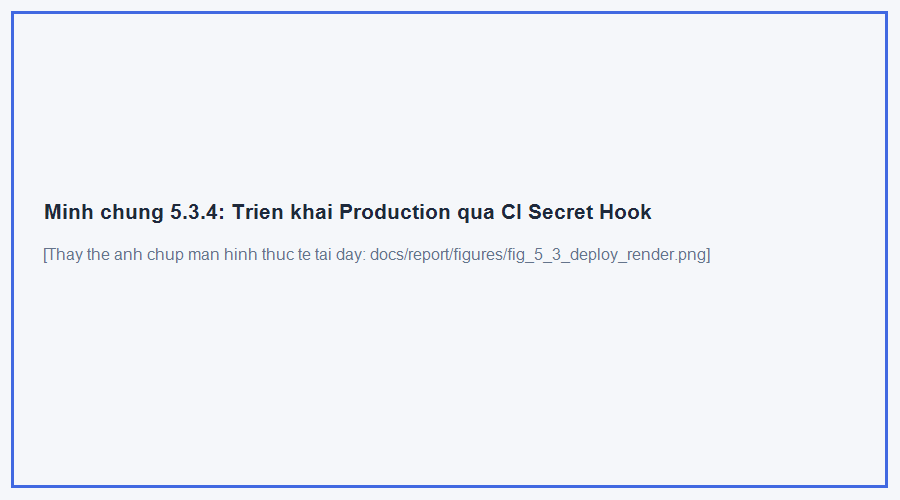 Minh chung 5.3.4: Trien khai Production qua CI Secret Hook
[Thay the anh chup man hinh thuc te tai day: docs/report/figures/fig_5_3_deploy_render.png]